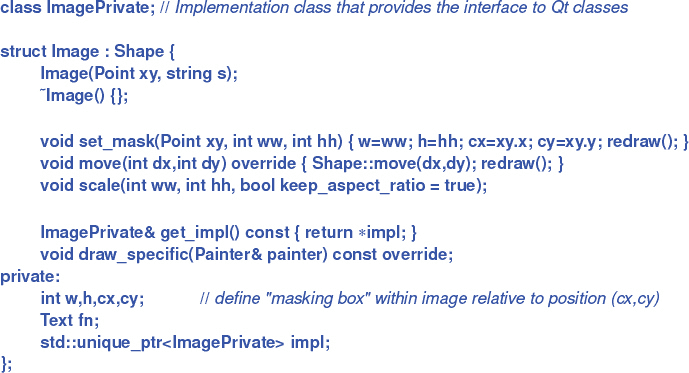 class ImagePrivate; // Implementation class that provides the interface to Qt classes
struct Image : Shape {
Image(Point xy, string s);
~Image() {};
void set_mask(Point xy, int ww, int hh) { w=ww; h=hh; cx=xy.x; cy=xy.y; redraw(); }
void move(int dx,int dy) override { Shape::move(dx,dy); redraw(); }
void scale(int ww, int hh, bool keep_aspect_ratio = true);
ImagePrivate& get_impl() const { return *impl; }
void draw_specific(Painter& painter) const override;
private:
int w,h,cx,cy; // define "masking box" within image relative to position (cx,cy)
Text fn;
std::unique_ptr<ImagePrivate> impl;
};